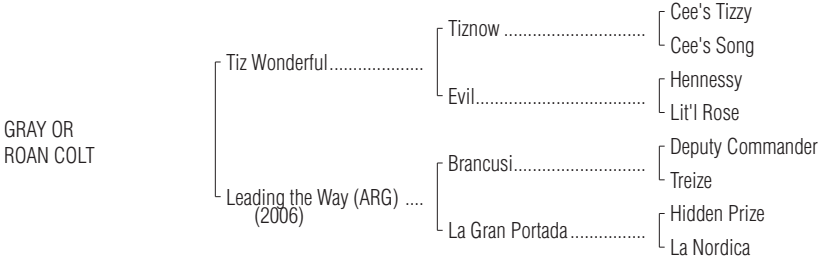 Cee's Tizzy
Tiznow ..............................
Cee's Song
Tiz Wonderful....................
Hennessy
Evil....................................
Lit'l Rose
GRAY OR
ROAN COLT
Deputy Commander
Brancusi............................
Treize
Leading the Way (ARG) ....
(2006)
Hidden Prize
La Gran Portada ................
La Nordica